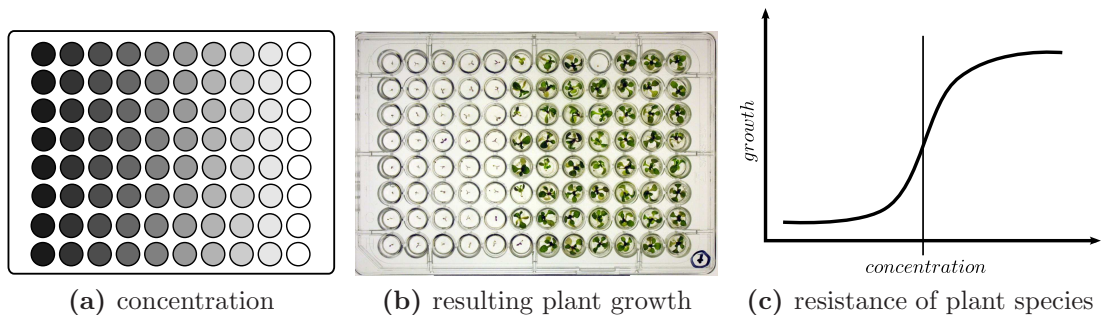 growth
concentration
(a) concentration
(b) resulting plant growth
(c) resistance of plant species